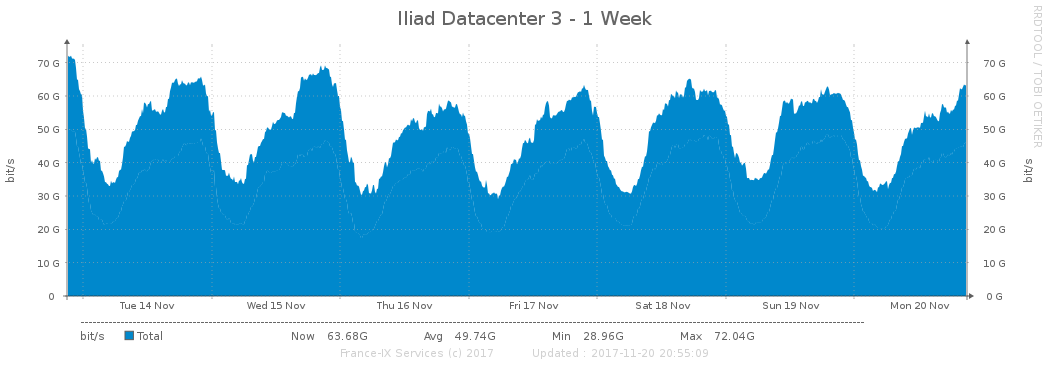 Iliad Datacenter 3 - 1 Week
RRDTOOL / TOBI OETIKER
bit/s
70 G 70 G
60 G 60 G
50 G 50 G
40 G 40 G
30 G 30 G
20 G 20 G
10 G 10 G
0 0 G
bit/s
Tue 14 Nov Wed 15 Nov Thu 16 Nov Fri 17 Nov Sat 18 Nov Sun 19 Nov Mon 20 Nov
bit/s Total Now 63.68G Avg 49.74G Min 28.96G Max 72.04G
France-IX Services (c) 2017 Updated : 2017-11-20 20:55:09